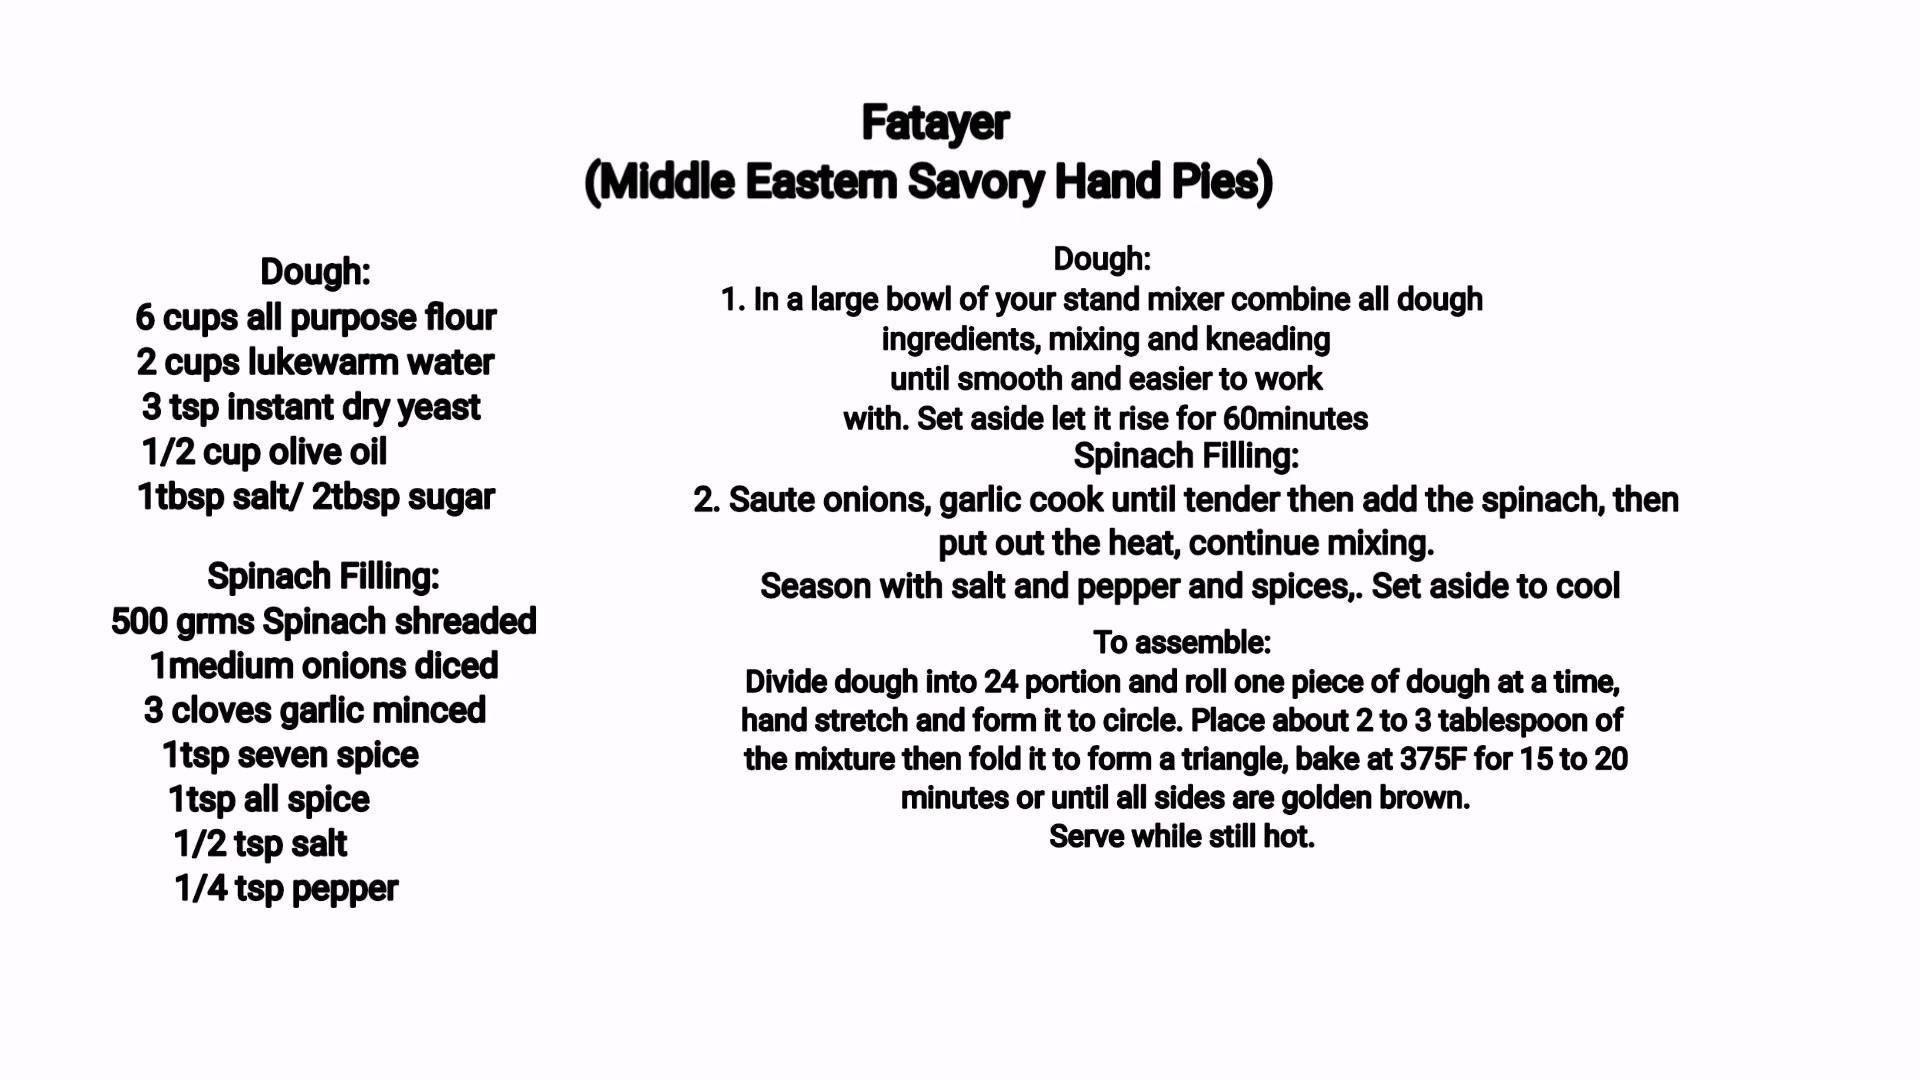 Fatayer
(Middle Eastern Savory Hand Pies)
Dough:
6 cups all purpose flour
2 cups lukewarm water
3 tsp instant dry yeast
1/2 cup olive oil
1tbsp salt/ 2tbsp sugar
Spinach Filling:
500 grms Spinach shreaded
1medium onions diced
3 cloves garlic minced
1tsp seven spice
1tsp all spice
1/2 tsp salt
1/4 tsp pepper
Dough:
1. In a large bowl of your stand mixer combine all dough
ingredients, mixing and kneading
until smooth and easier to work
with. Set aside let it rise for 60minutes
Spinach Filling:
2. Saute onions, garlic cook until tender then add the spinach, then
put out the heat, continue mixing.
Season with salt and pepper and spices,. Set aside to cool
To assemble:
Divide dough into 24 portion and roll one piece of dough at a time,
hand stretch and form it to circle. Place about 2 to 3 tablespoon of
the mixture then fold it to form a triangle, bake at 375F for 15 to 20
minutes or until all sides are golden brown.
Serve while still hot.